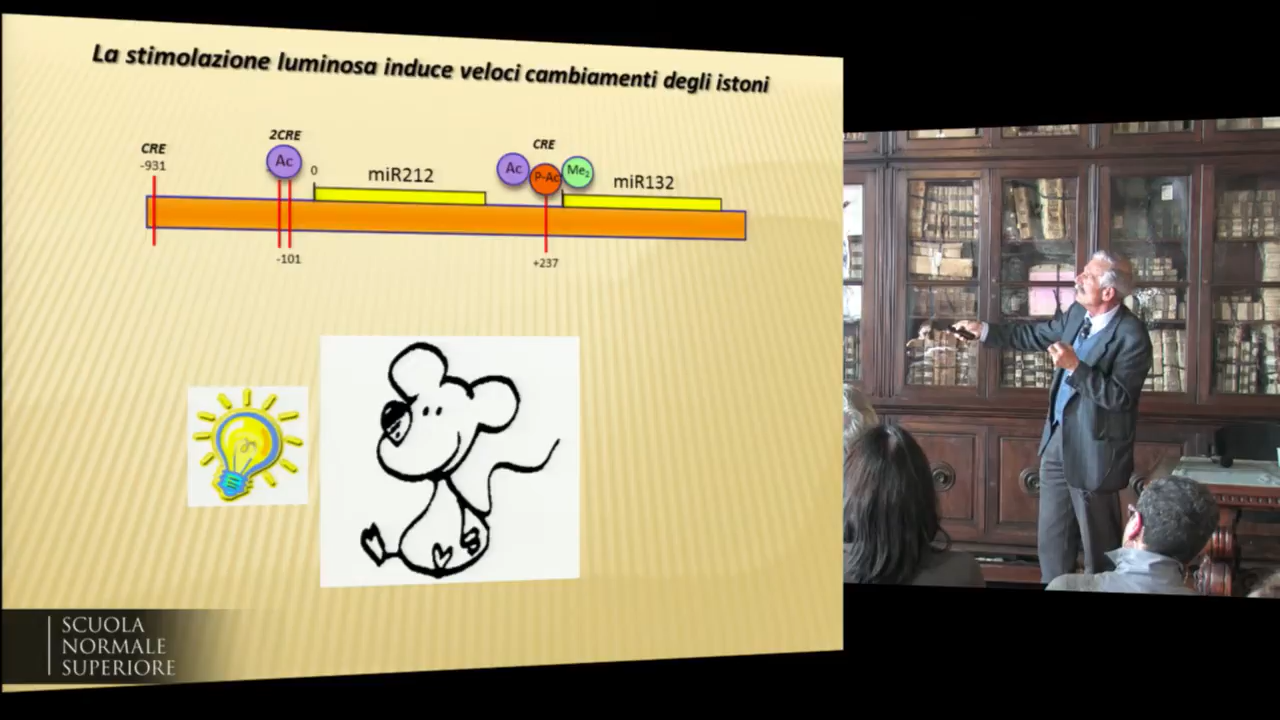 La stimolazione luminosa induce veloci cambiamenti degli istoni
CRE
-931
2CRE
Ac
0
miR212
CRE
Ac
P-Ac
Me2
miR132
-101
+237
SCUOLA
NORMALE
SUPERIORE